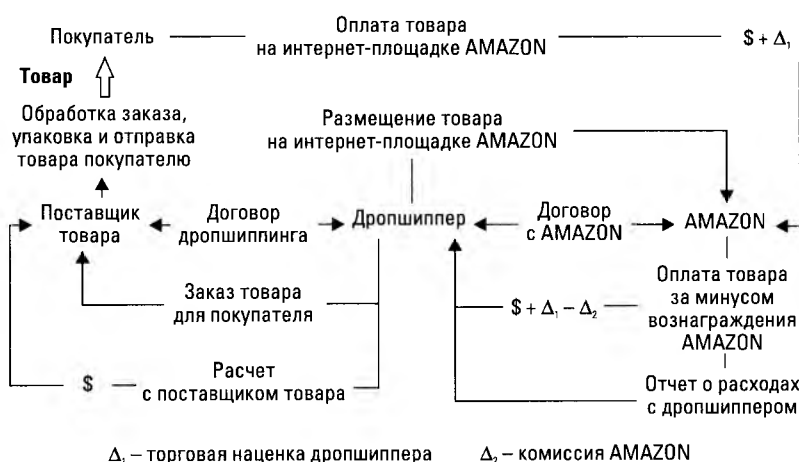 Покупатель
Оплата товара
на интернет-площадке AMAZON
$ + Δ₁
Товар
Обработка заказа,
упаковка и отправка
товара покупателю
Размещение товара
на интернет-площадке AMAZON
Поставщик
товара
Договор
дропшиппинга
Дропшиппер
Договор
с AMAZON
AMAZON
Заказ товара
для покупателя
$ + Δ₁ – Δ₂
Оплата товара
за минусом
вознаграждения
AMAZON
$
Расчет
с поставщиком товара
Отчет о расходах
с дропшиппером
Δ₁ – торговая наценка дропшиппера
Δ₂ – комиссия AMAZON